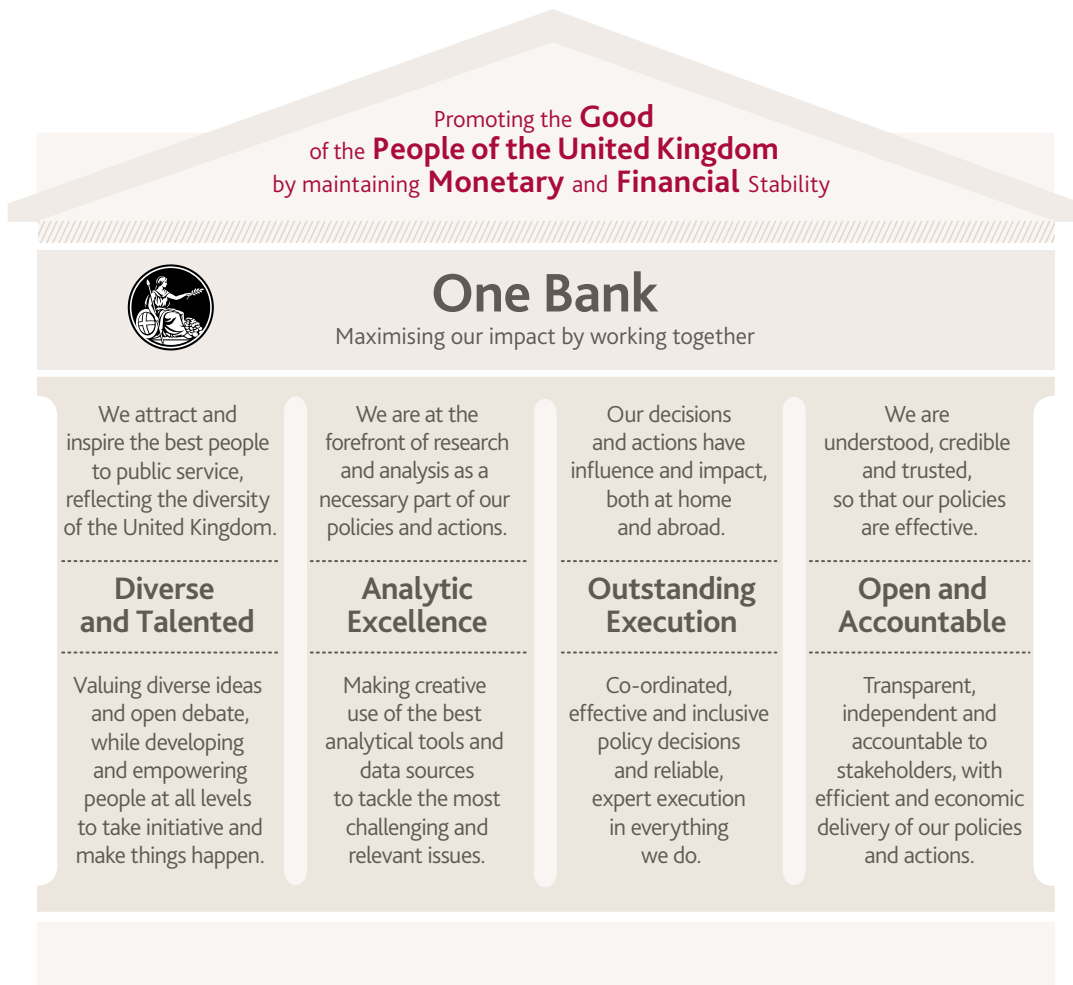 Promoting the Good
of the People of the United Kingdom
by maintaining Monetary and Financial Stability
One Bank
Maximising our impact by working together
We attract and
inspire the best people
to public service,
reflecting the diversity
of the United Kingdom.
Diverse
and Talented
Valuing diverse ideas
and open debate,
while developing
and empowering
people at all levels
to take initiative and
make things happen.
We are at the
forefront of research
and analysis as a
necessary part of our
policies and actions.
Analytic
Excellence
Making creative
use of the best
analytical tools and
data sources
to tackle the most
challenging and
relevant issues.
Our decisions
and actions have
influence and impact,
both at home
and abroad.
Outstanding
Execution
Co-ordinated,
effective and inclusive
policy decisions
and reliable,
expert execution
in everything
we do.
We are
understood, credible
and trusted,
so that our policies
are effective.
Open and
Accountable
Transparent,
independent and
accountable to
stakeholders, with
efficient and economic
delivery of our policies
and actions.